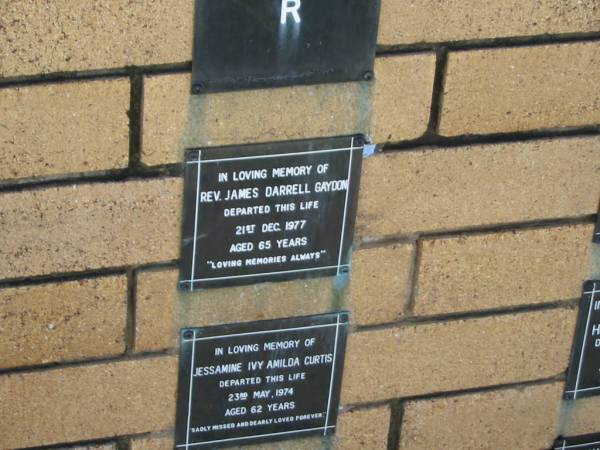 R
IN LOVING MEMORY OF
REV. JAMES DARRELL GAYDON
DEPARTED THIS LIFE
21ST DEC. 1977
AGED 65 YEARS
"LOVING MEMORIES ALWAYS"
IN LOVING MEMORY OF
JESSAMINE IVY AMILDA CURTIS
DEPARTED THIS LIFE
23RD MAY, 1974
AGED 62 YEARS
"SADLY MISSED AND DEARLY LOVED FOREVER"